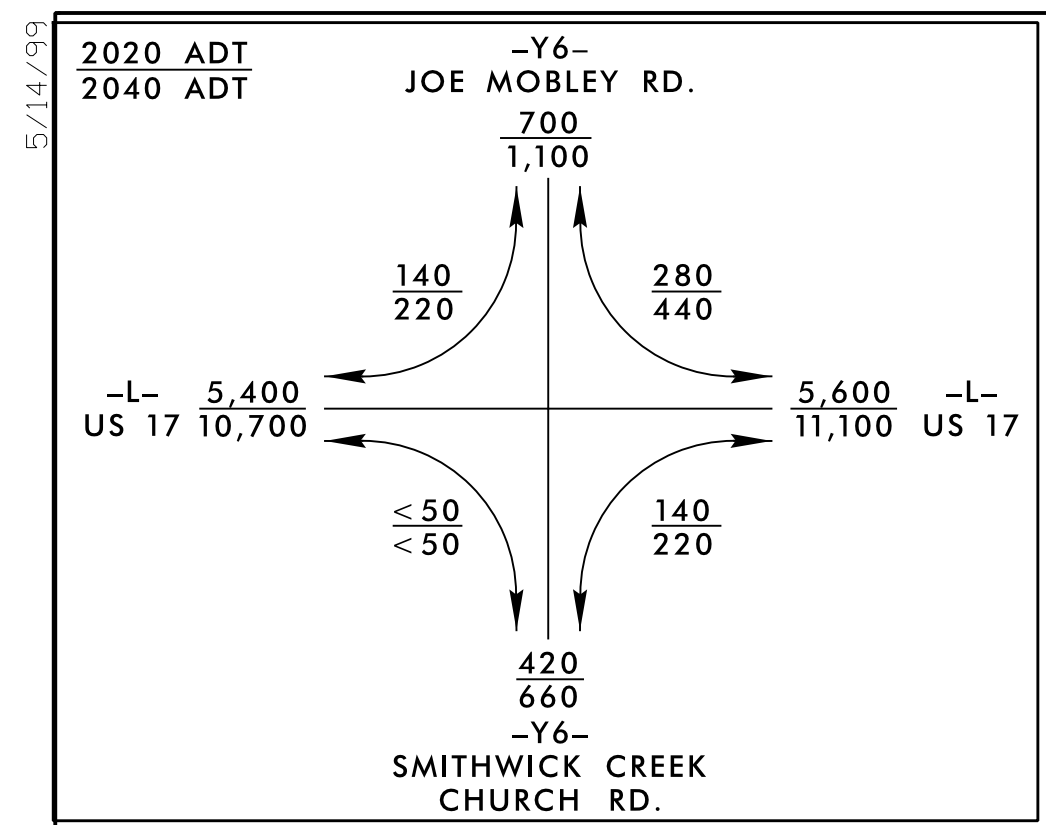 5/14/99
2020 ADT
2040 ADT
–Y6–
JOE MOBLEY RD.
700
1,100
140
220
280
440
–L–
US 17
5,400
10,700
5,600
11,100
–L–
US 17
<50
<50
140
220
420
660
–Y6–
SMITHWICK CREEK
CHURCH RD.